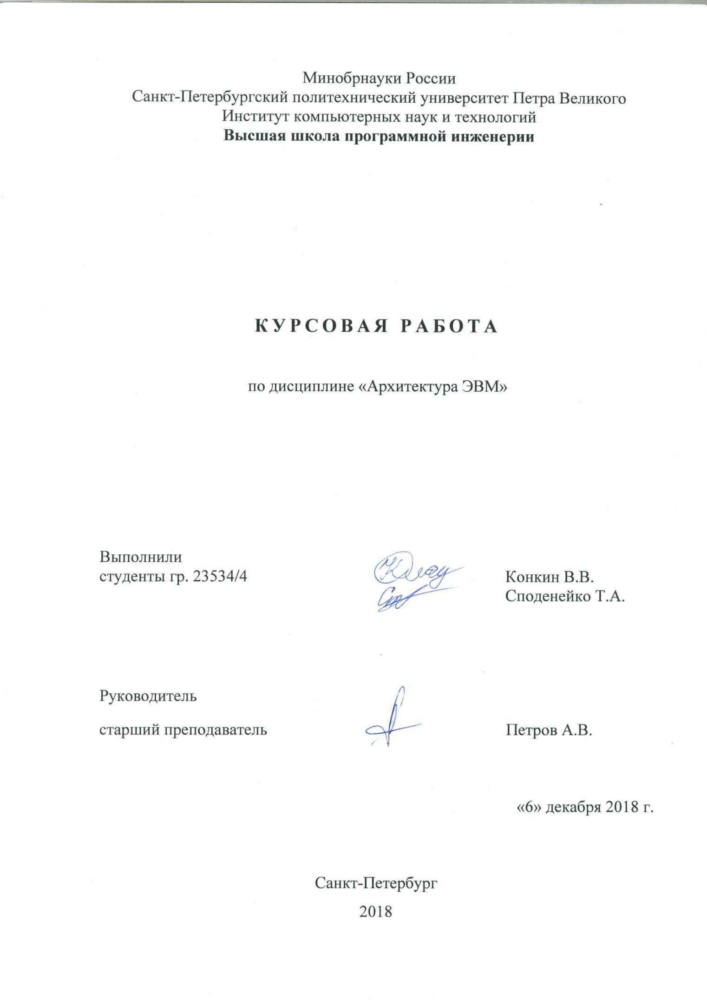 Минобрнауки России
Санкт-Петербургский политехнический университет Петра Великого
Институт компьютерных наук и технологий
Высшая школа программной инженерии
КУРСОВАЯ РАБОТА
по дисциплине «Архитектура ЭВМ»
Выполнили
студенты гр. 23534/4 Конкин В.В.
Споденейко Т.А.
Руководитель
старший преподаватель Петров А.В.
«6» декабря 2018 г.
Санкт-Петербург
2018